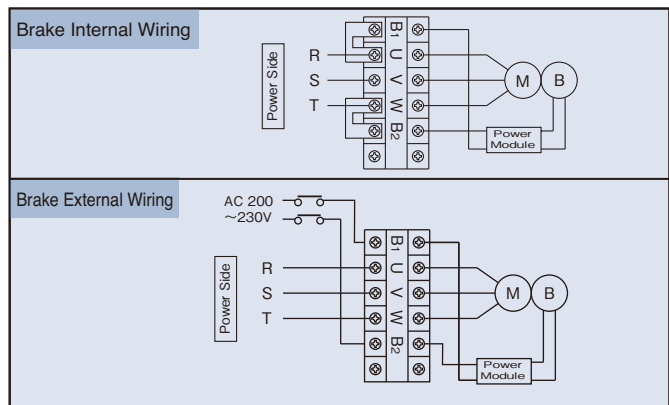 Brake Internal Wiring
Power Side
R
S
T
B1
U
V
W
B2
M
B
Power
Module
Brake External Wiring
AC 200
~230V
Power Side
R
S
T
B1
U
V
W
B2
M
B
Power
Module